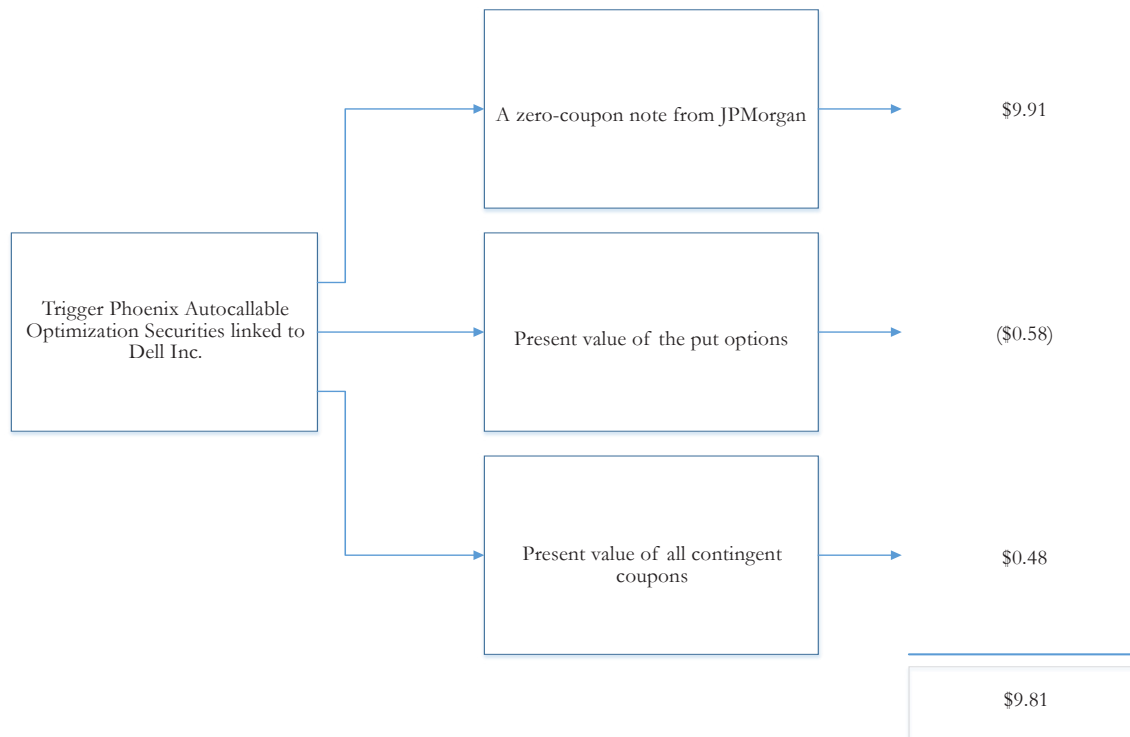 A zero-coupon note from JPMorgan
$9.91
Trigger Phoenix Autocallable
Optimization Securities linked to
Dell Inc.
Present value of the put options
($0.58)
Present value of all contingent
coupons
$0.48
$9.81